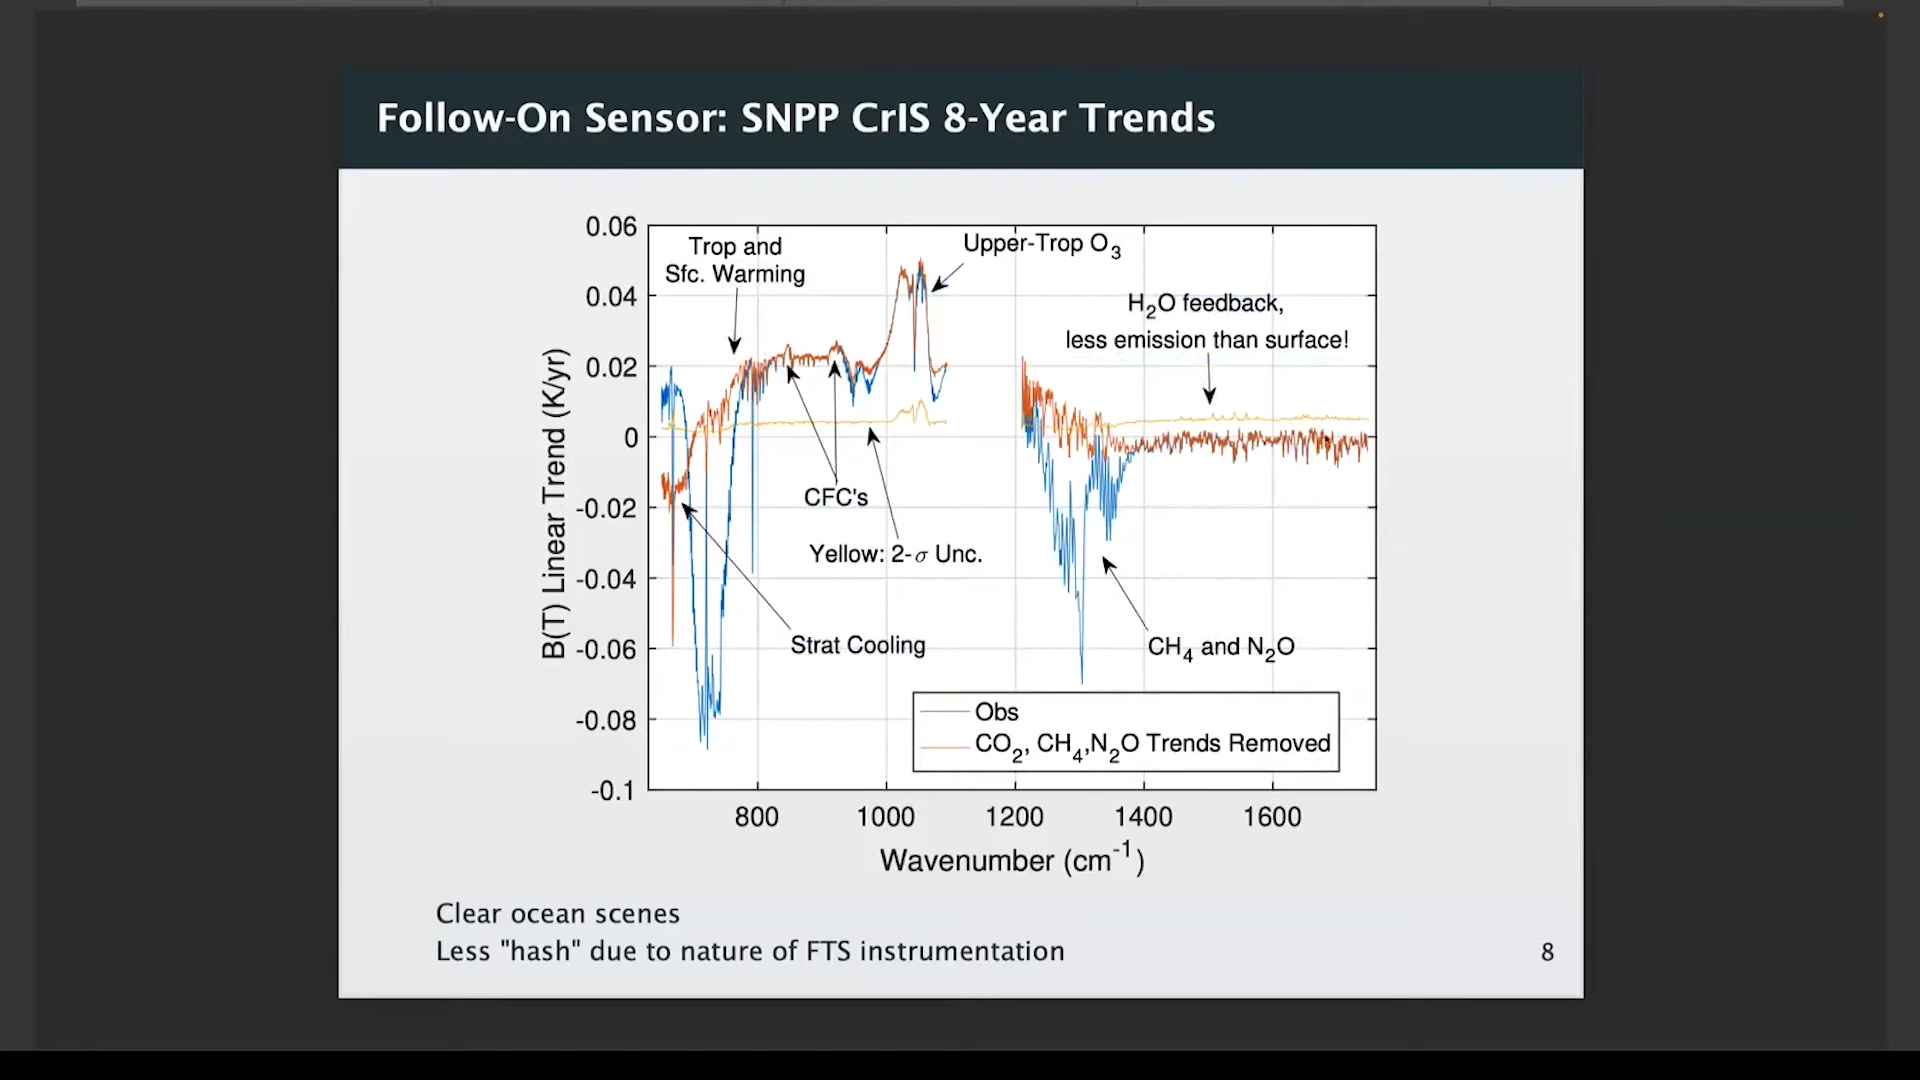 Follow-On Sensor: SNPP CrIS 8-Year Trends
0.06
0.04
0.02
0
-0.02
-0.04
-0.06
-0.08
-0.1
B(T) Linear Trend (K/yr)
Trop and
Sfc. Warming
Upper-Trop O3
H2O feedback,
less emission than surface!
CFC's
Yellow: 2-σ Unc.
Strat Cooling
CH4 and N2O
Obs
CO2, CH4,N2O Trends Removed
800
1000
1200
1400
1600
Wavenumber (cm-1)
Clear ocean scenes
Less "hash" due to nature of FTS instrumentation
8